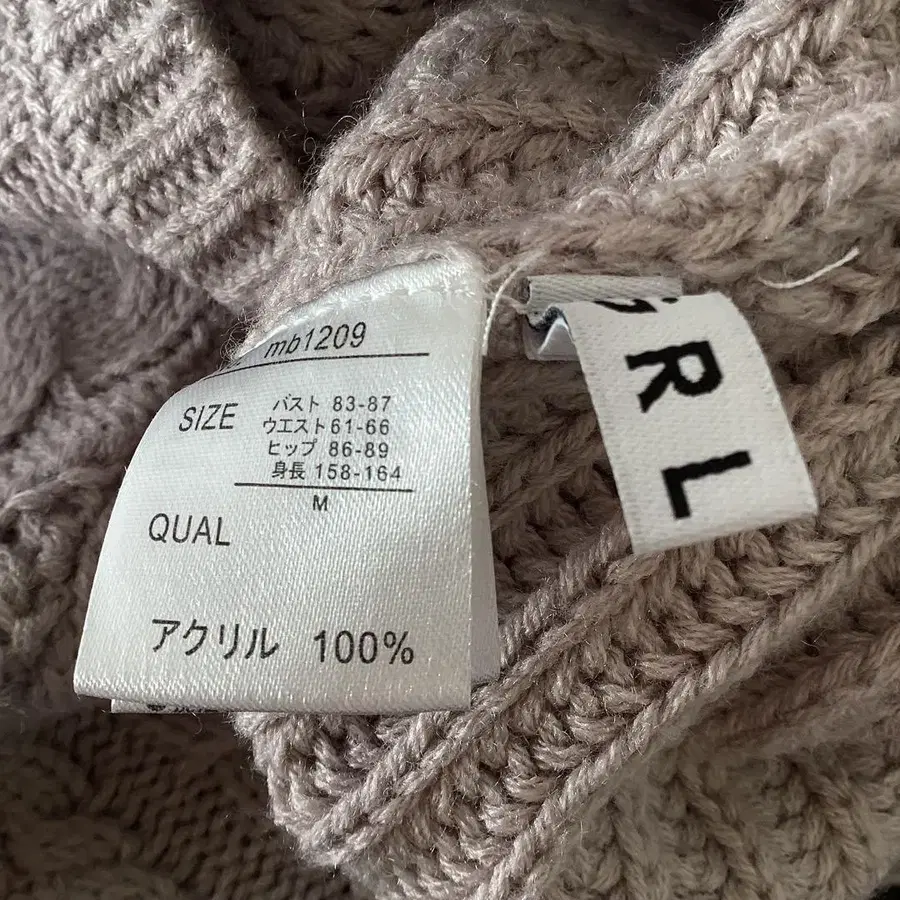 mb1209
SIZE
バスト 83-87
ウエスト61-66
ヒップ 86-89
身長 158-164
M
QUAL
アクリル 100%
RL